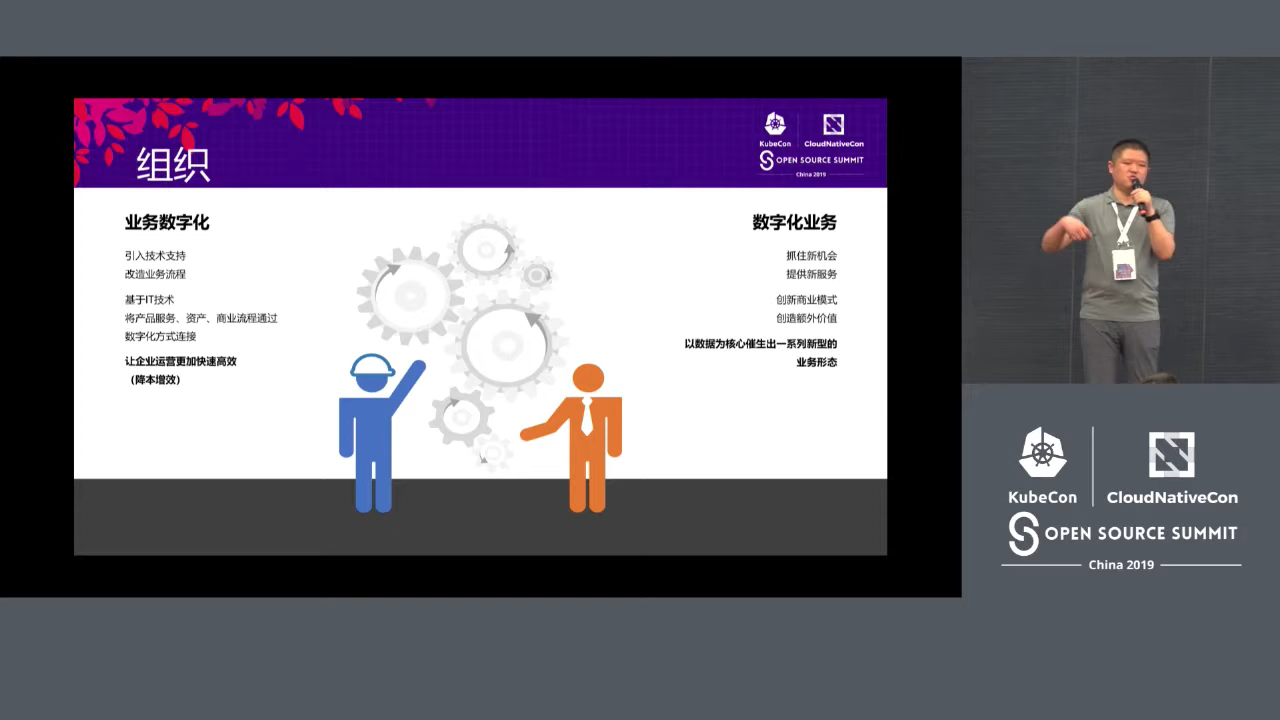 组织
KubeCon
CloudNativeCon
OPEN SOURCE SUMMIT
China 2019
业务数字化
引入技术支持
改造业务流程
基于IT技术
将产品服务、资产、商业流程通过
数字化方式连接
让企业运营更加快速高效
（降本增效）
数字化业务
抓住新机会
提供新服务
创新商业模式
创造额外价值
以数据为核心催生出一系列新型的
业务形态
KubeCon
CloudNativeCon
OPEN SOURCE SUMMIT
China 2019